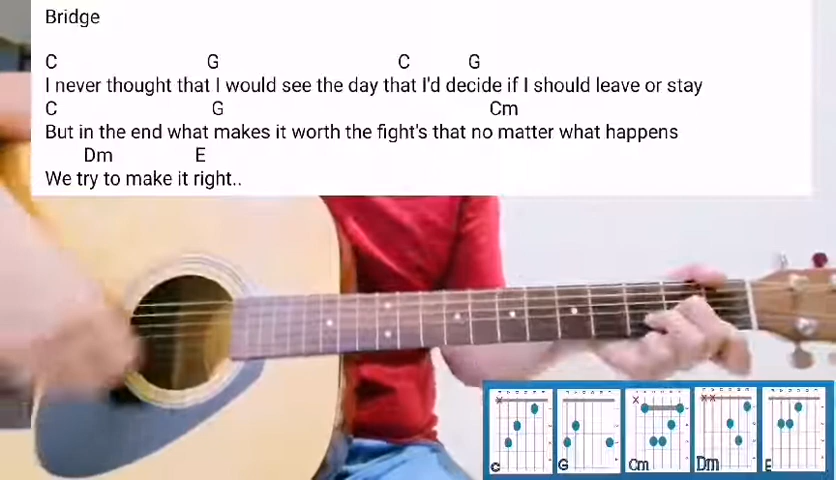 Bridge
C G C G
I never thought that I would see the day that I'd decide if I should leave or stay
C G Cm
But in the end what makes it worth the fight's that no matter what happens
Dm E
We try to make it right..
C G Cm Dm E